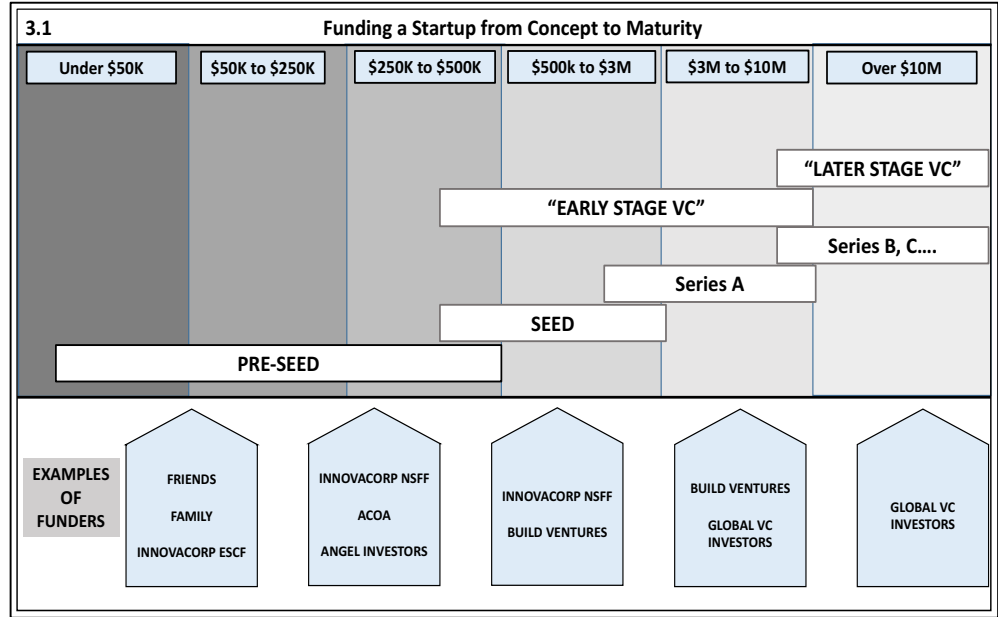 3.1 Funding a Startup from Concept to Maturity
Under $50K
$50K to $250K
$250K to $500K
$500k to $3M
$3M to $10M
Over $10M
“LATER STAGE VC”
“EARLY STAGE VC”
Series B, C....
Series A
SEED
PRE-SEED
EXAMPLES
OF
FUNDERS
FRIENDS
FAMILY
INNOVACORP ESCF
INNOVACORP NSFF
ACOA
ANGEL INVESTORS
INNOVACORP NSFF
BUILD VENTURES
BUILD VENTURES
GLOBAL VC
INVESTORS
GLOBAL VC
INVESTORS